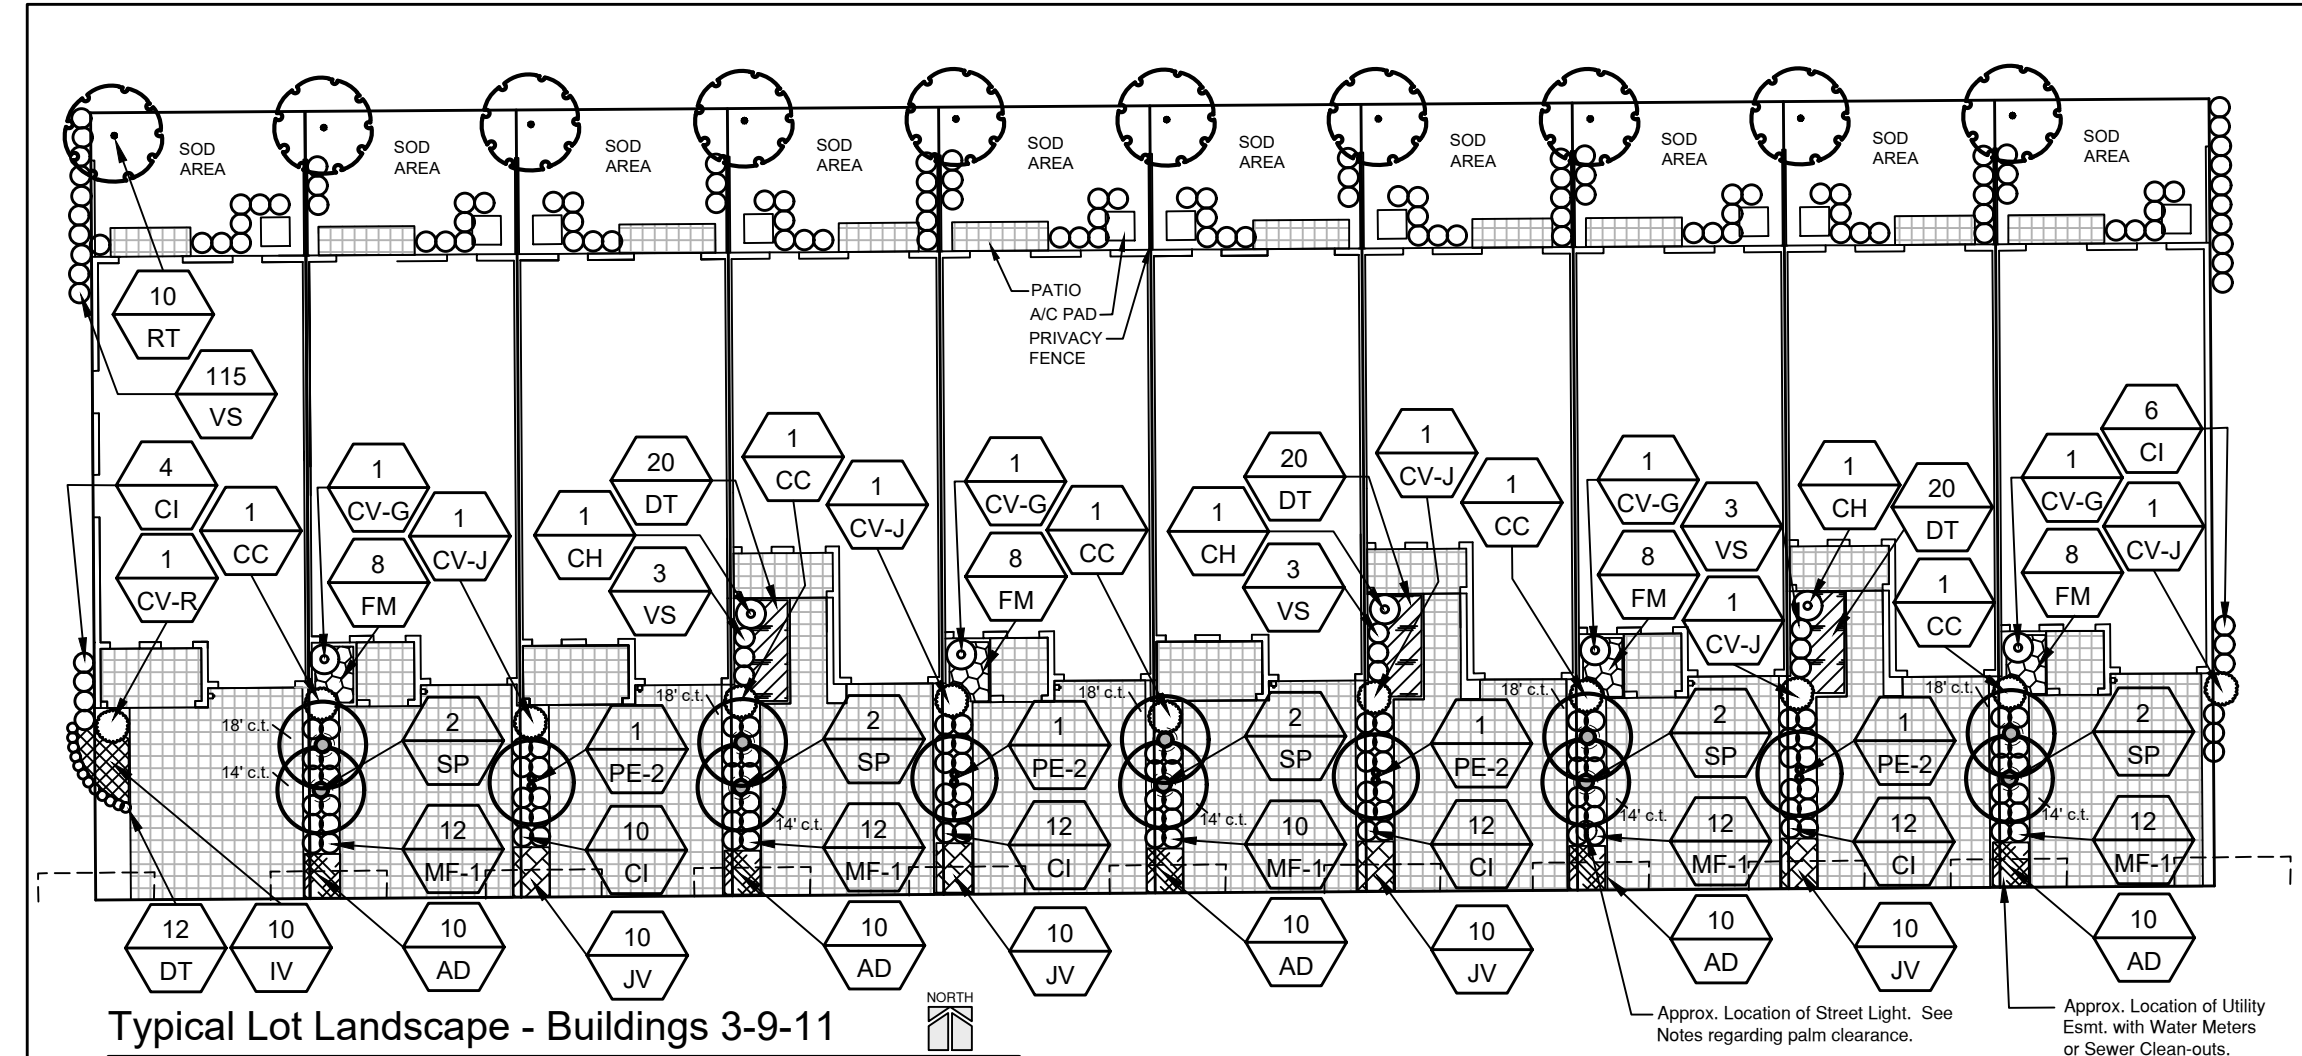 SOD
AREA
SOD
AREA
SOD
AREA
SOD
AREA
SOD
AREA
SOD
AREA
SOD
AREA
SOD
AREA
SOD
AREA
SOD
AREA
PATIO
A/C PAD
PRIVACY
FENCE
10
RT
115
VS
4
CI
1
CC
1
CV-R
1
CV-G
8
FM
1
CV-J
1
CH
20
DT
3
VS
1
CC
1
CV-J
1
CV-G
8
FM
1
CC
1
CH
20
DT
3
VS
1
CV-J
1
CC
1
CV-G
8
FM
3
VS
1
CV-J
1
CH
20
DT
1
CC
1
CV-G
8
FM
6
CI
1
CV-J
18' c.t.
14' c.t.
2
SP
12
MF-1
1
PE-2
10
CI
18' c.t.
14' c.t.
2
SP
12
MF-1
1
PE-2
12
CI
18' c.t.
14' c.t.
2
SP
10
MF-1
1
PE-2
12
CI
18' c.t.
14' c.t.
2
SP
12
MF-1
1
PE-2
12
CI
18' c.t.
14' c.t.
2
SP
12
MF-1
12
DT
10
IV
10
AD
10
JV
10
AD
10
JV
10
AD
10
JV
10
AD
10
JV
10
AD
Typical Lot Landscape - Buildings 3-9-11
NORTH
Approx. Location of Street Light. See
Notes regarding palm clearance.
Approx. Location of Utility
Esmt. with Water Meters
or Sewer Clean-outs.